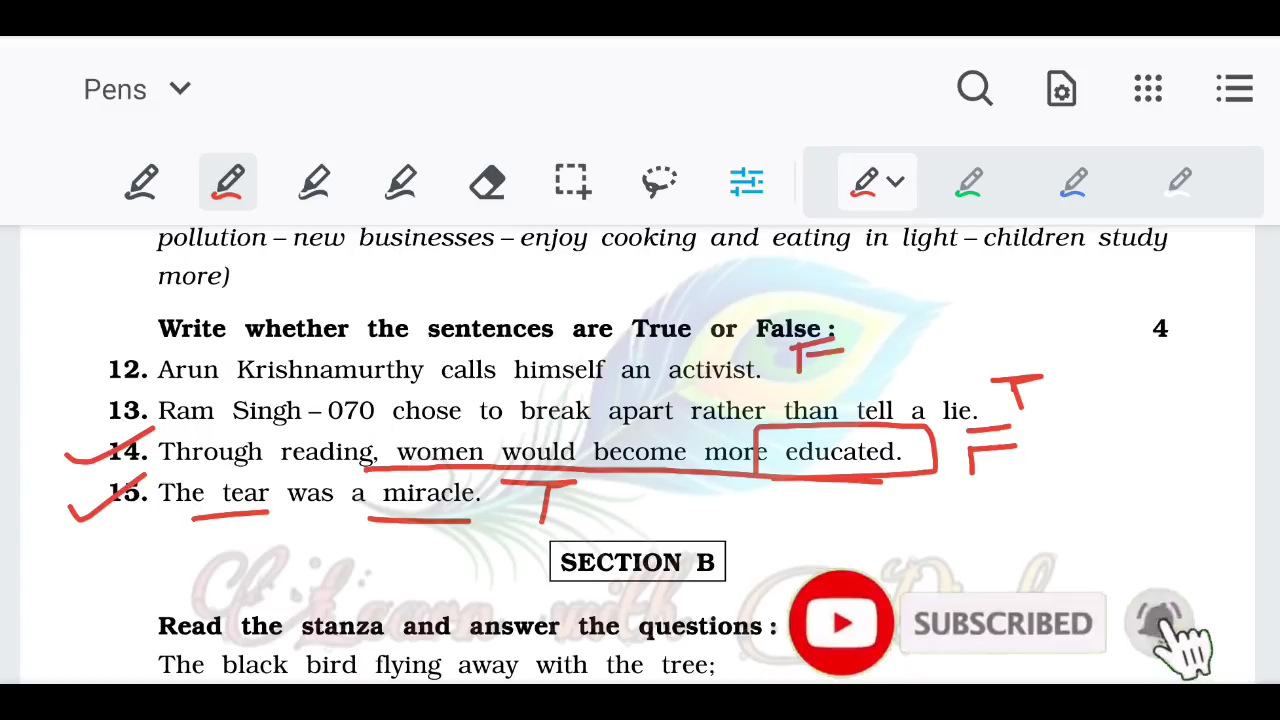 Pens
pollution – new businesses – enjoy cooking and eating in light – children study
more)
Write whether the sentences are True or False : 4
12. Arun Krishnamurthy calls himself an activist. F
13. Ram Singh – 070 chose to break apart rather than tell a lie. T
14. Through reading, women would become more educated. F
15. The tear was a miracle. T
SECTION B
Learn with
Read the stanza and answer the questions :
SUBSCRIBED
The black bird flying away with the tree;